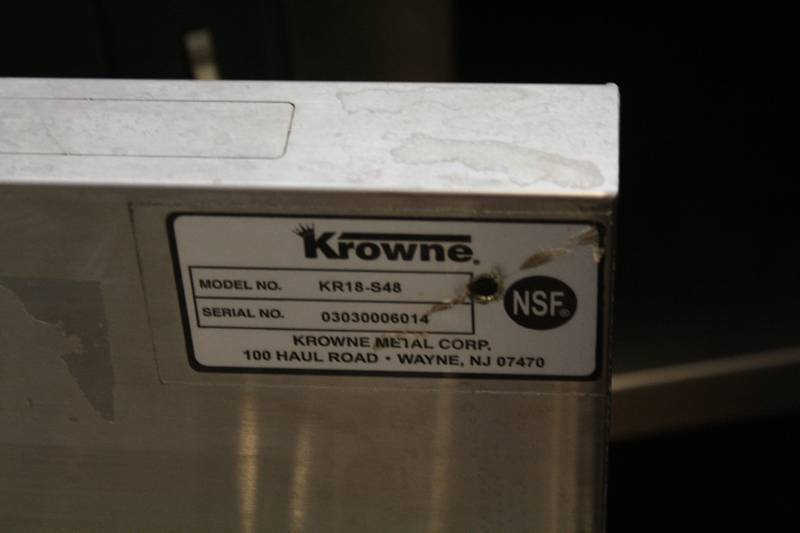 Krowne®
MODEL NO. KR18-S48
SERIAL NO. 03030006014
NSF®
KROWNE METAL CORP.
100 HAUL ROAD • WAYNE, NJ 07470